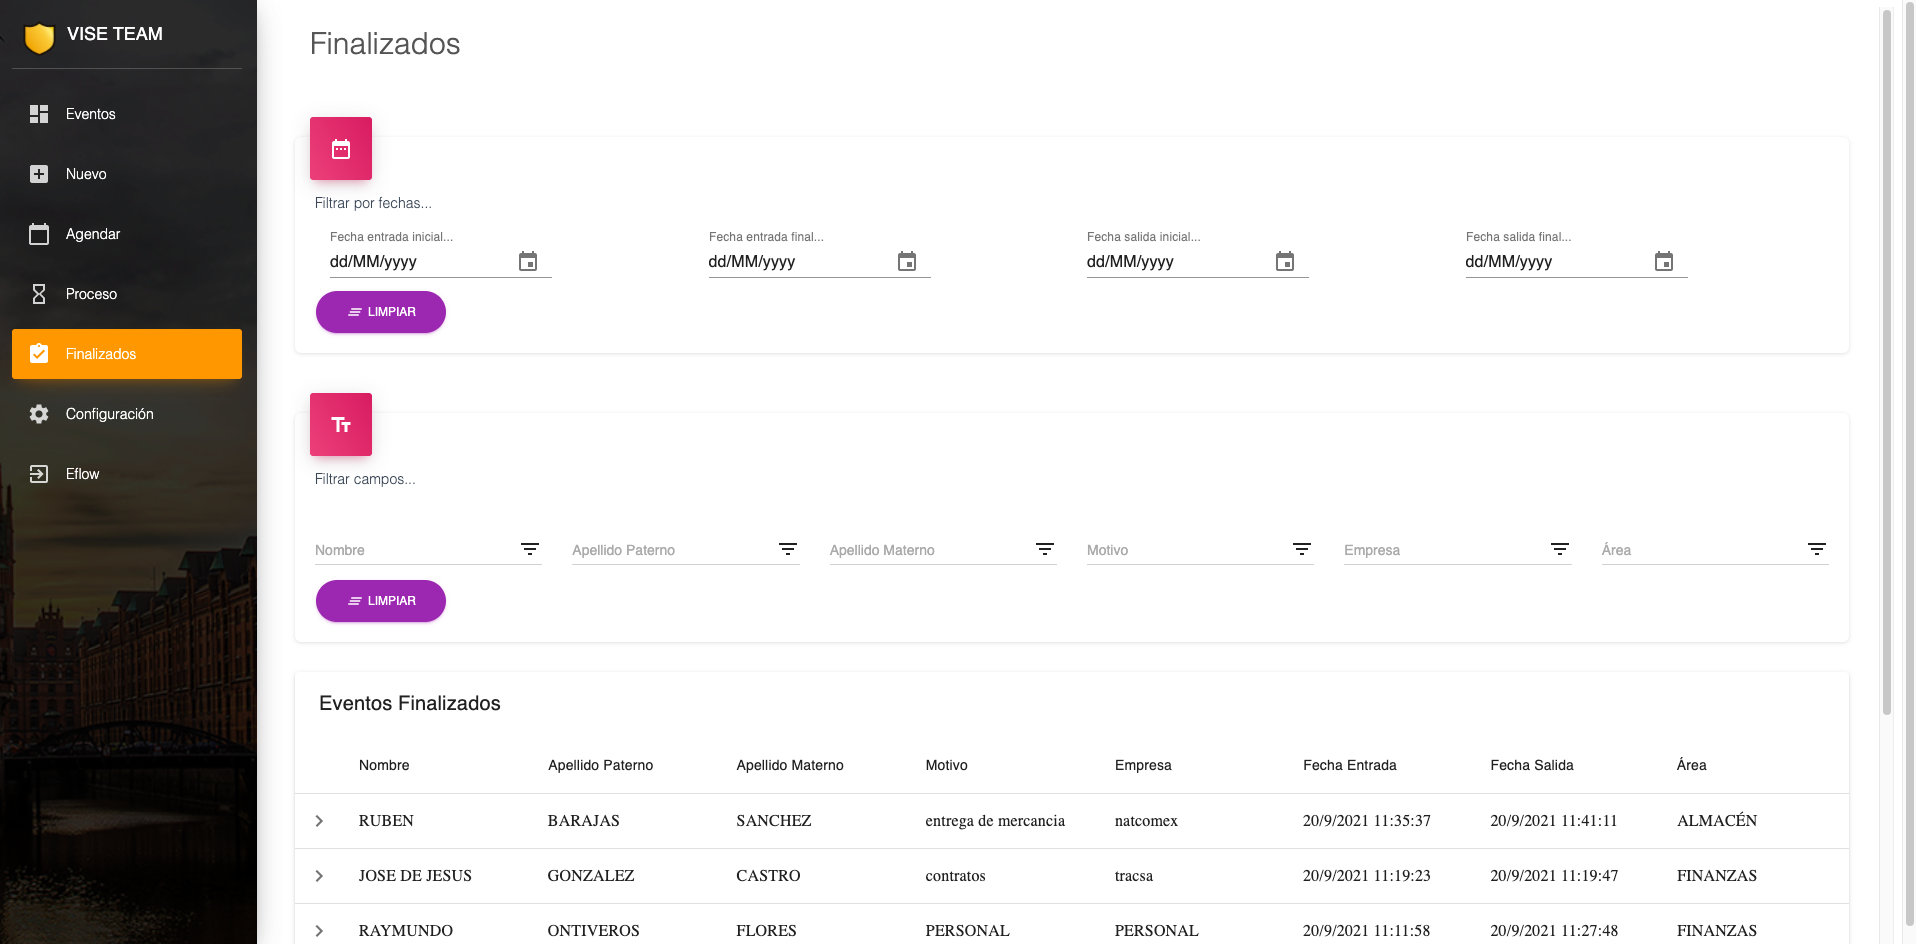 VISE TEAM
Eventos
Nuevo
Agendar
Proceso
Finalizados
Configuración
Eflow
Finalizados
Filtrar por fechas...
Fecha entrada inicial... Fecha entrada final... Fecha salida inicial... Fecha salida final...
dd/MM/yyyy dd/MM/yyyy dd/MM/yyyy dd/MM/yyyy
LIMPIAR
Tт
Filtrar campos...
Nombre Apellido Paterno Apellido Materno Motivo Empresa Área
LIMPIAR
Eventos Finalizados
Nombre Apellido Paterno Apellido Materno Motivo Empresa Fecha Entrada Fecha Salida Área
RUBEN BARAJAS SANCHEZ entrega de mercancia natcomex 20/9/2021 11:35:37 20/9/2021 11:41:11 ALMACÉN
JOSE DE JESUS GONZALEZ CASTRO contratos tracsa 20/9/2021 11:19:23 20/9/2021 11:19:47 FINANZAS
RAYMUNDO ONTIVEROS FLORES PERSONAL PERSONAL 20/9/2021 11:11:58 20/9/2021 11:27:48 FINANZAS